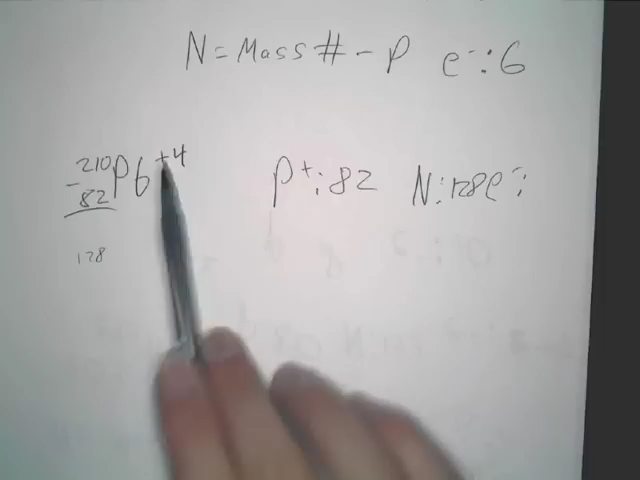 N = Mass # - P e⁻: 6
210 Pb +4 P⁺: 82 N: 128 e⁻:
- 82
128